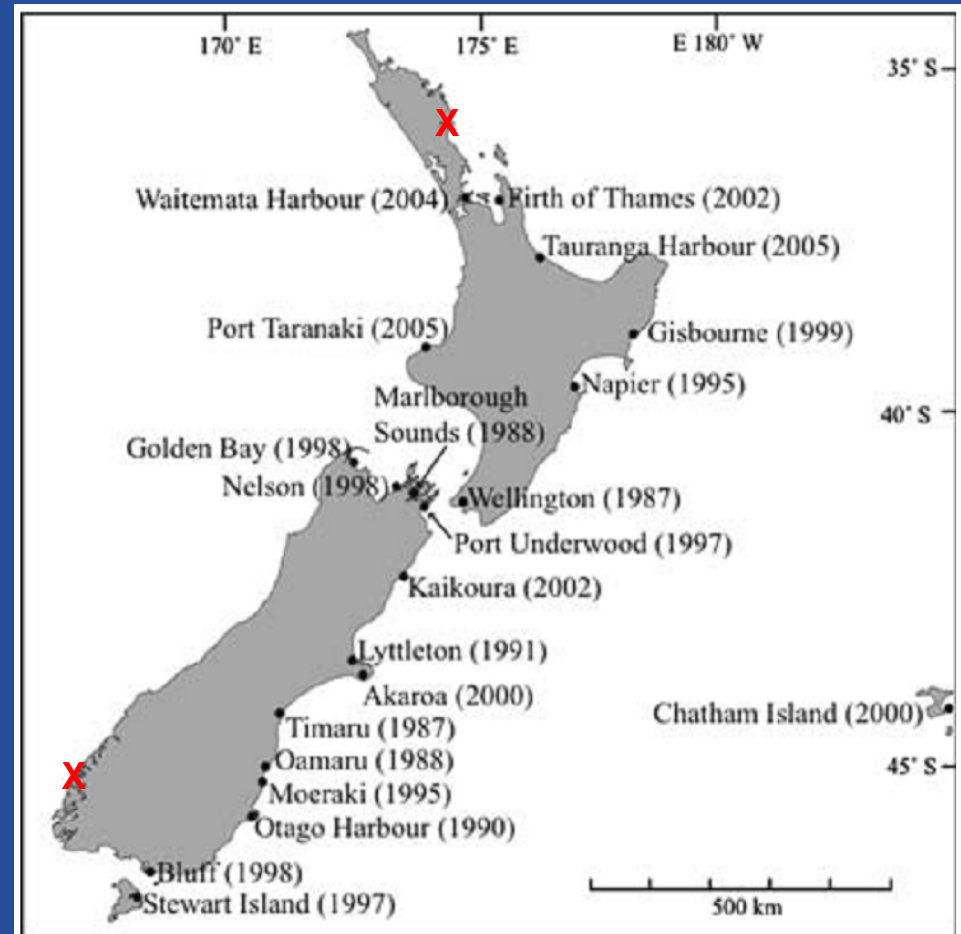 170° E
175° E
E 180° W
35° S
X
Waitemata Harbour (2004)
Firth of Thames (2002)
Tauranga Harbour (2005)
Port Taranaki (2005)
Gisbourne (1999)
Napier (1995)
Marlborough
Sounds (1988)
40° S
Golden Bay (1998)
Nelson (1998)
Wellington (1987)
Port Underwood (1997)
Kaikoura (2002)
Lyttleton (1991)
Akaroa (2000)
Chatham Island (2000)
Timaru (1987)
Oamaru (1988)
45° S
X
Moeraki (1995)
Otago Harbour (1990)
Bluff (1998)
Stewart Island (1997)
500 km